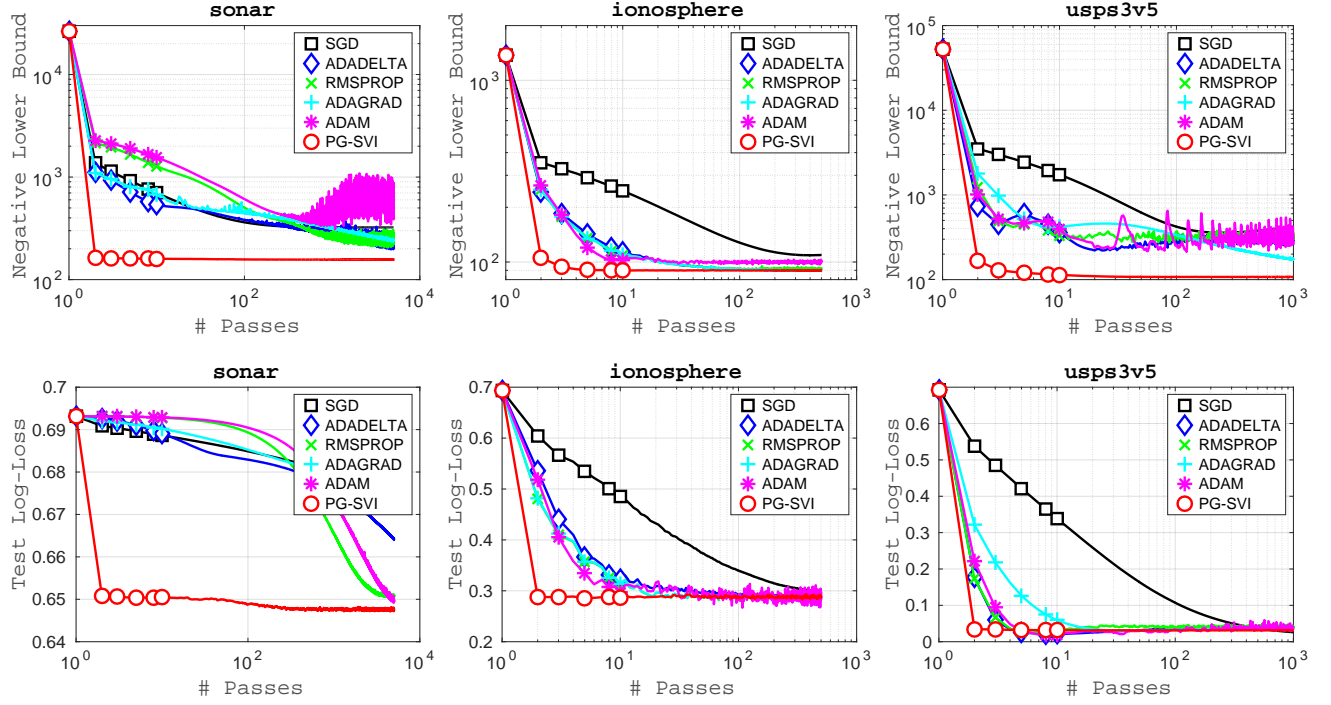 sonar
Negative Lower Bound
10^4
10^3
10^2
10^0
10^2
10^4
# Passes
SGD
ADADELTA
RMSPROP
ADAGRAD
ADAM
PG-SVI
ionosphere
Negative Lower Bound
10^3
10^2
10^0
10^1
10^2
10^3
# Passes
SGD
ADADELTA
RMSPROP
ADAGRAD
ADAM
PG-SVI
usps3v5
Negative Lower Bound
10^5
10^4
10^3
10^2
10^0
10^1
10^2
10^3
# Passes
SGD
ADADELTA
RMSPROP
ADAGRAD
ADAM
PG-SVI
sonar
Test Log-Loss
0.7
0.69
0.68
0.67
0.66
0.65
0.64
10^0
10^2
10^4
# Passes
SGD
ADADELTA
RMSPROP
ADAGRAD
ADAM
PG-SVI
ionosphere
Test Log-Loss
0.7
0.6
0.5
0.4
0.3
0.2
10^0
10^1
10^2
10^3
# Passes
SGD
ADADELTA
RMSPROP
ADAGRAD
ADAM
PG-SVI
usps3v5
Test Log-Loss
0.7
0.6
0.5
0.4
0.3
0.2
0.1
0
10^0
10^1
10^2
10^3
# Passes
SGD
ADADELTA
RMSPROP
ADAGRAD
ADAM
PG-SVI